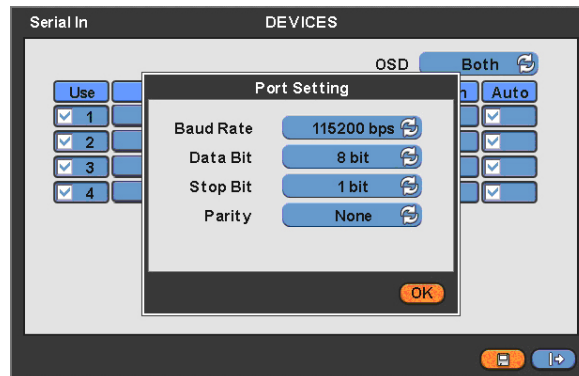 Serial In DEVICES
OSD Both
Use Auto
Port Setting
1
2
3
4
Baud Rate 115200 bps
Data Bit 8 bit
Stop Bit 1 bit
Parity None
OK